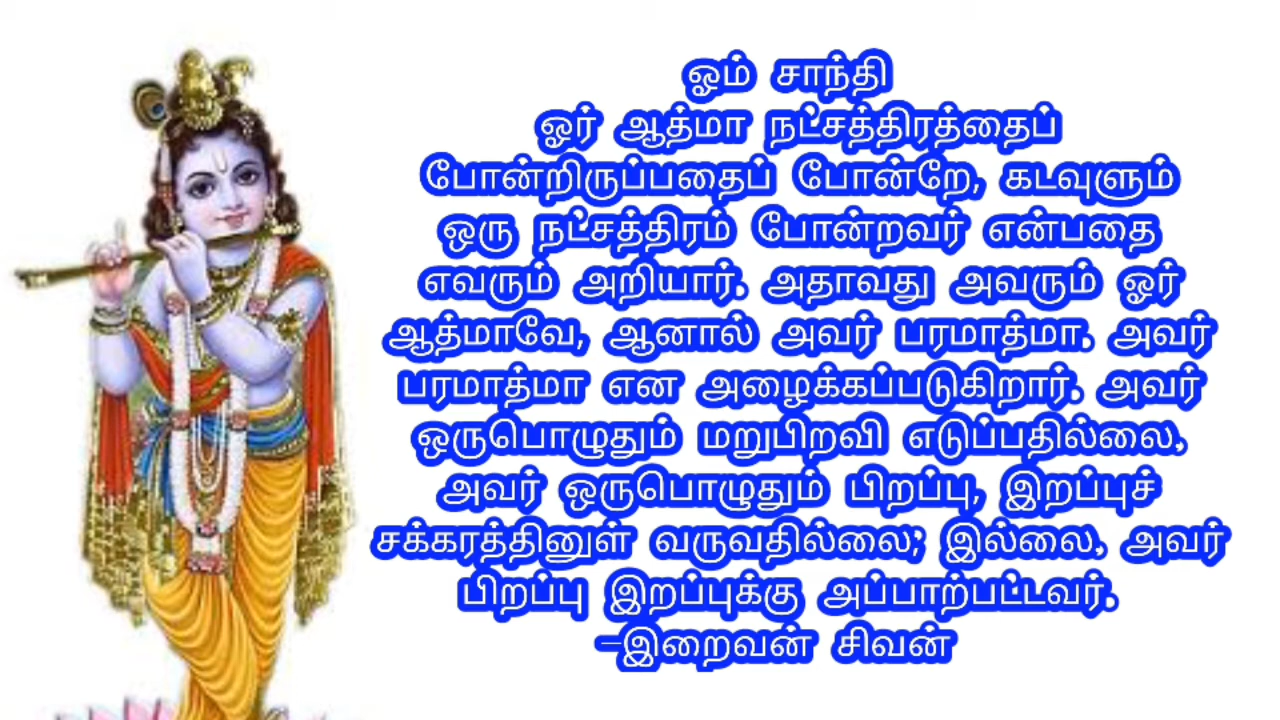 ஓம் சாந்தி
ஓர் ஆத்மா நட்சத்திரத்தைப்
போன்றிருப்பதைப் போன்றே, கடவுளும்
ஒரு நட்சத்திரம் போன்றவர் என்பதை
எவரும் அறியார். அதாவது அவரும் ஓர்
ஆத்மாவே, ஆனால் அவர் பரமாத்மா. அவர்
பரமாத்மா என அழைக்கப்படுகிறார். அவர்
ஒருபொழுதும் மறுபிறவி எடுப்பதில்லை.
அவர் ஒருபொழுதும் பிறப்பு, இறப்புச்
சக்கரத்தினுள் வருவதில்லை; இல்லை. அவர்
பிறப்பு இறப்புக்கு அப்பாற்பட்டவர்.
-இறைவன் சிவன்